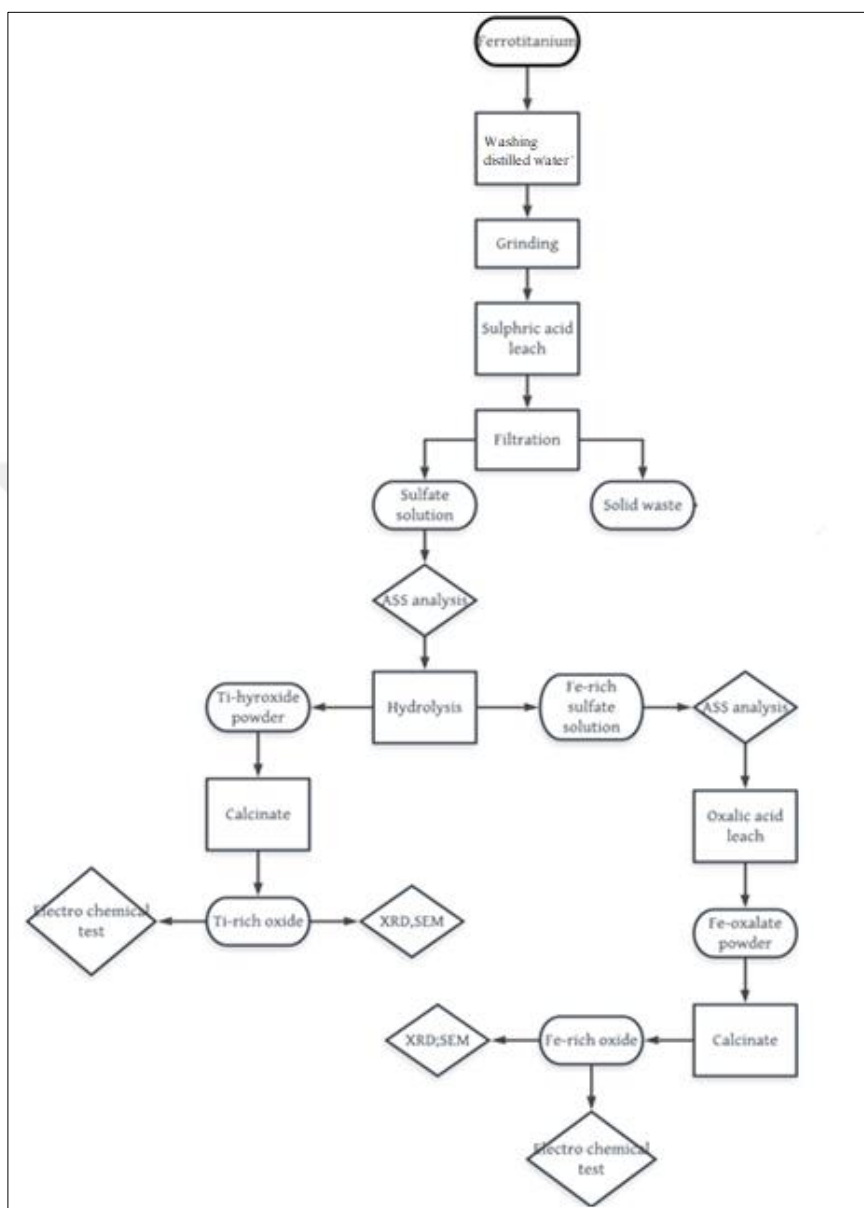 Ferrotitanium
Washing
distilled water`
Grinding
Sulphric acid
leach
Filtration
Sulfate
solution
Solid waste
ASS analysis
Ti-hyroxide
powder
Hydrolysis
Fe-rich
sulfate
solution
ASS analysis
Calcinate
Oxalic acid
leach
Electro chemical
test
Ti-rich oxide
XRD,SEM
Fe-oxalate
powder
XRD;SEM
Fe-rich oxide
Calcinate
Electro chemical
test